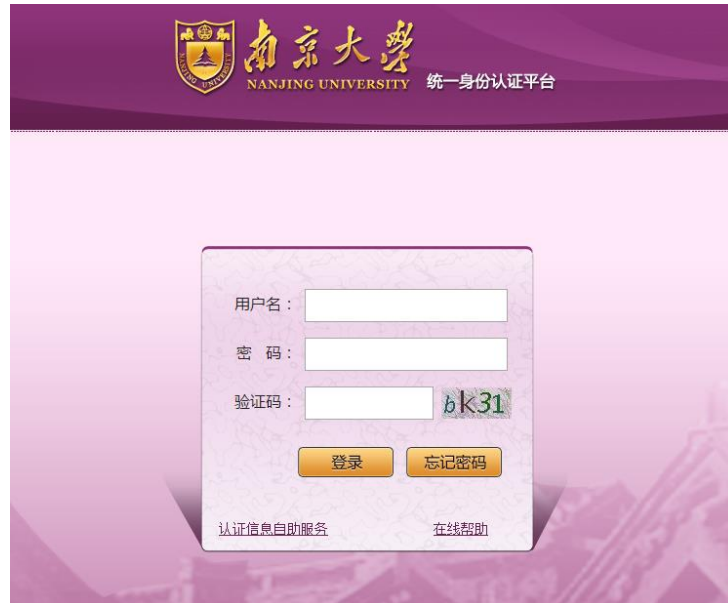 南京大學
NANJING UNIVERSITY
统一身份认证平台
NANJING UNIV
用户名：
密 码：
验证码：
bk31
登录 忘记密码
认证信息自助服务 在线帮助